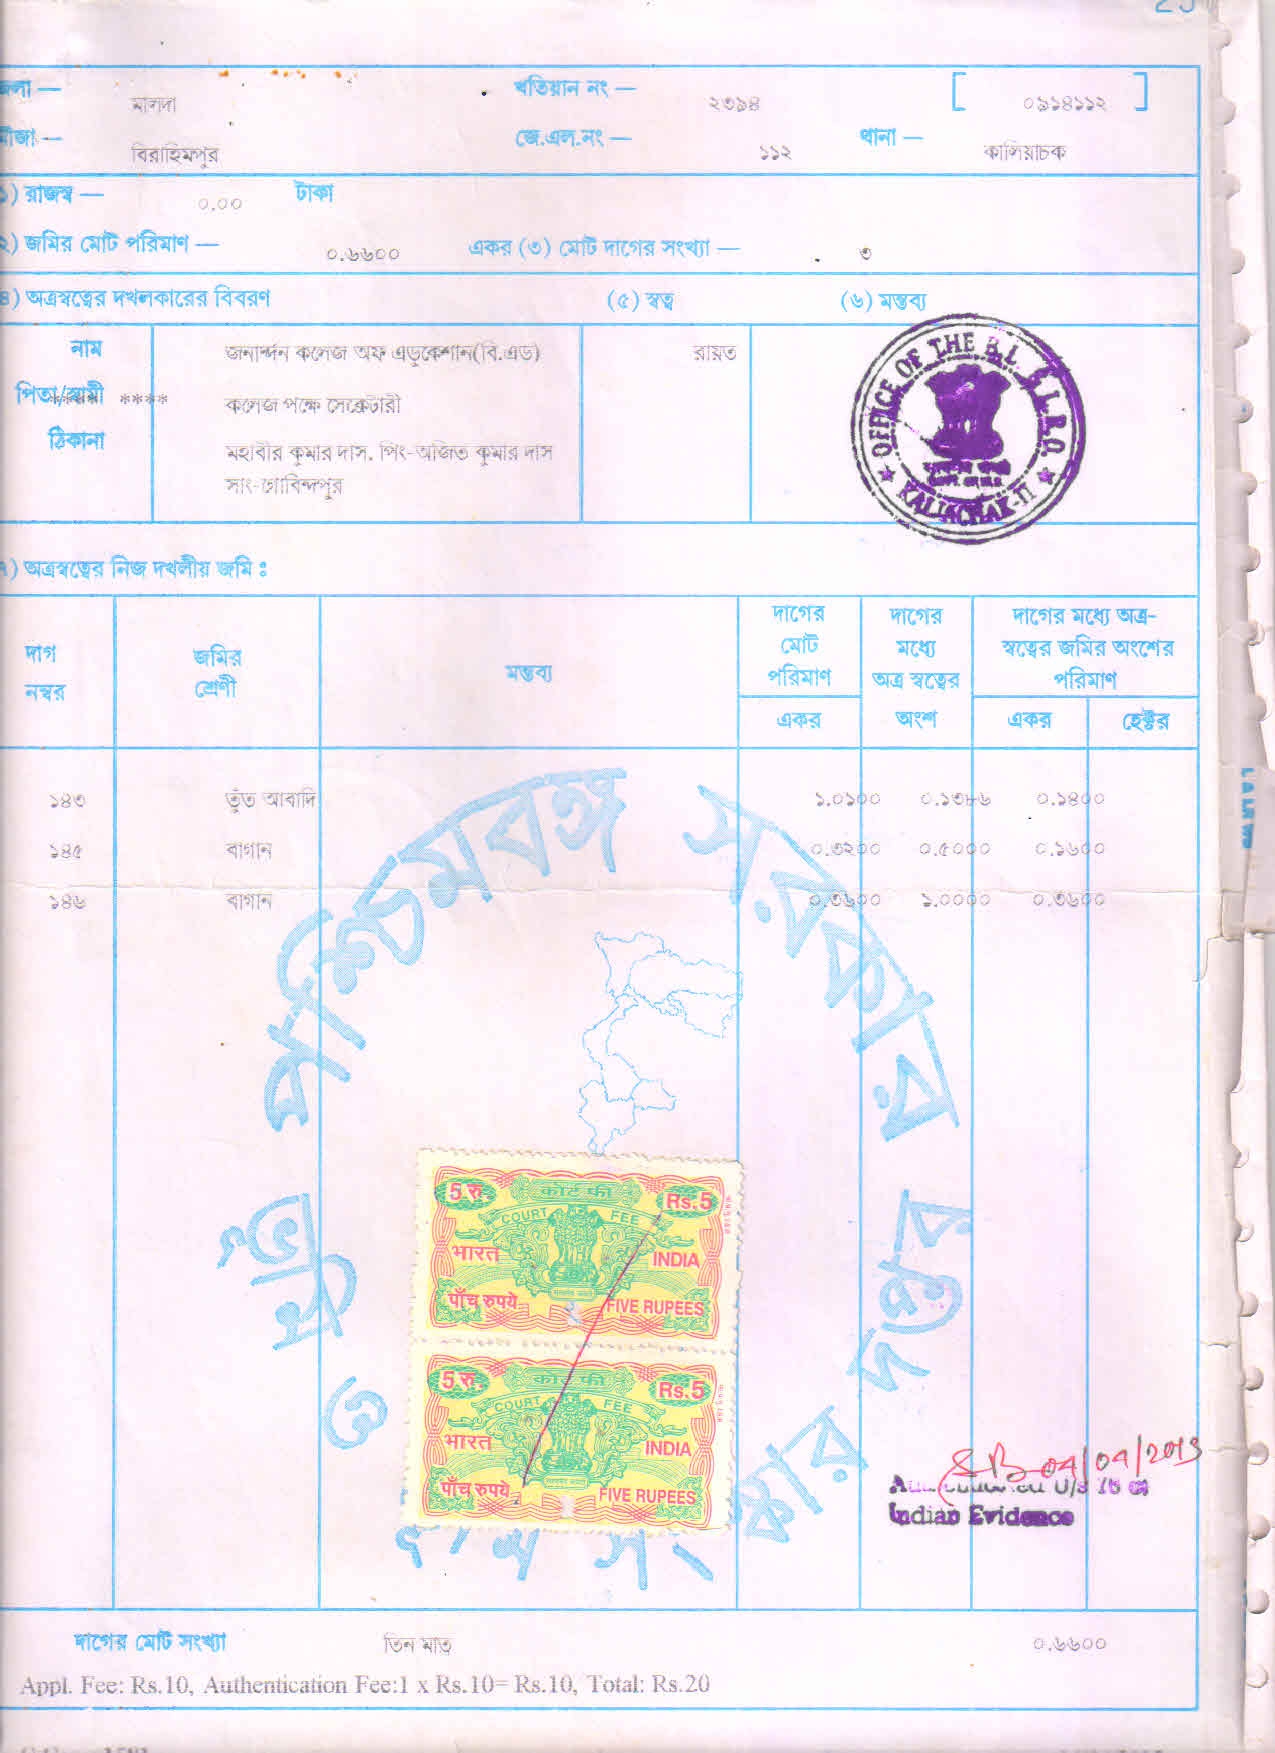 জেলা — মালদা খতিয়ান নং — ২৩৯৪ [ ০৯১৪১১২ ]
মৌজা — বিরাহিমপুর জে.এল.নং — ১১২ থানা — কালিয়াচক
১) রাজস্ব — ০.০০ টাকা
২) জমির মোট পরিমাণ — ০.৬৬০০ একর (৩) মোট দাগের সংখ্যা — ৩
৪) অত্রস্বত্বের দখলকারের বিবরণ (৫) স্বত্ব (৬) মন্তব্য
নাম জনার্দ্দন কলেজ অফ এডুকেশান(বি.এড) রায়ত
পিতা/স্বামী **** **** কলেজ পক্ষে সেক্রেটারী
ঠিকানা মহাবীর কুমার দাস. পিং-অজিত কুমার দাস
সাং-গোবিন্দপুর
OFFICE OF THE B.L. & L.R.O.
KALIACHAK-II
৭) অত্রস্বত্বের নিজ দখলীয় জমি ঃ
দাগ নম্বর
জমির শ্রেণী
মন্তব্য
দাগের মোট পরিমাণ
দাগের মধ্যে অত্র স্বত্বের
দাগের মধ্যে অত্র-স্বত্বের জমির অংশের পরিমাণ
একর অংশ একর হেক্টর
১৪৩ তুঁত আবাদি ১.০১০০ ০.১৩৮৬ ০.১৪০০
১৪৫ বাগান ০.৩২০০ ০.৫০০০ ০.১৬০০
১৪৬ বাগান ০.৩৬০০ ১.০০০০ ০.৩৬০০
পশ্চিমবঙ্গ সরকার
ভূমি ও ভূমি সংস্কার দপ্তর
5 रु. कोर्ट फी Rs.5
COURT FEE
भारत INDIA
पाँच रुपये FIVE RUPEES
5 रु. कोर्ट फी Rs.5
COURT FEE
भारत INDIA
पाँच रुपये FIVE RUPEES
04/04/2013
U/s 76 of
Indian Evidence
দাগের মোট সংখ্যা তিন মাত্র ০.৬৬০০
Appl. Fee: Rs.10, Authentication Fee:1 x Rs.10= Rs.10, Total: Rs.20